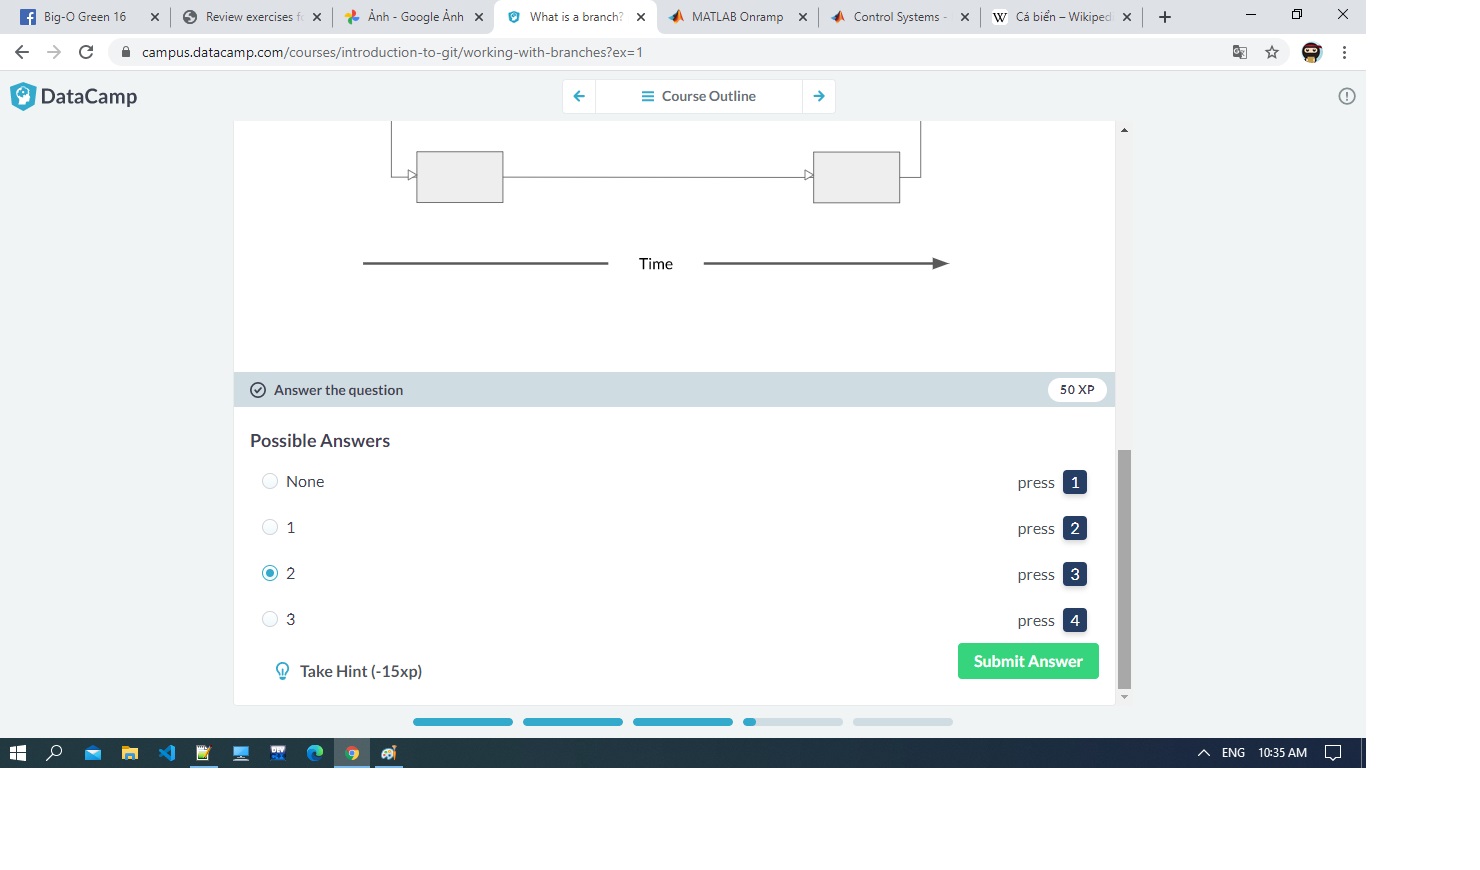 Big-O Green 16
Review exercises f
Ảnh - Google Ảnh
What is a branch?
MATLAB Onramp
Control Systems -
W Cá biển – Wikiped
campus.datacamp.com/courses/introduction-to-git/working-with-branches?ex=1
DataCamp
Course Outline
Time
Answer the question
50 XP
Possible Answers
None
press 1
1
press 2
2
press 3
3
press 4
Take Hint (-15xp)
Submit Answer
ENG 10:35 AM